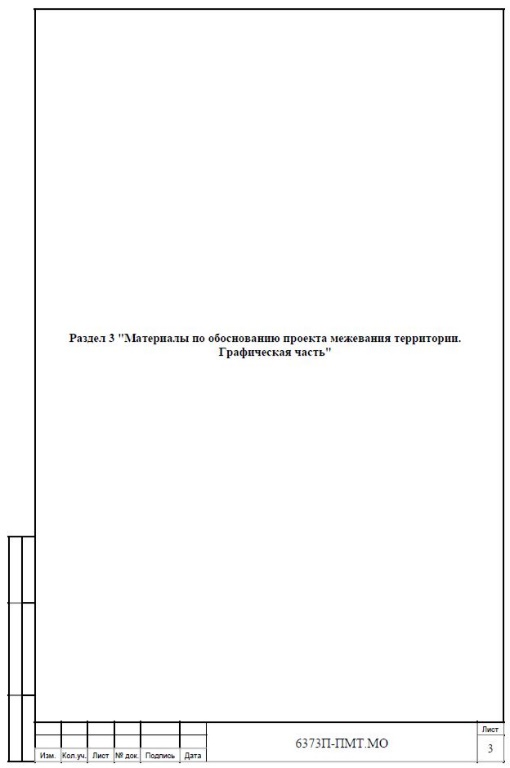 Раздел 3 "Материалы по обоснованию проекта межевания территории.
Графическая часть"
Изм. Кол.уч. Лист № док. Подпись Дата
6373П-ПМТ.МО
Лист
3